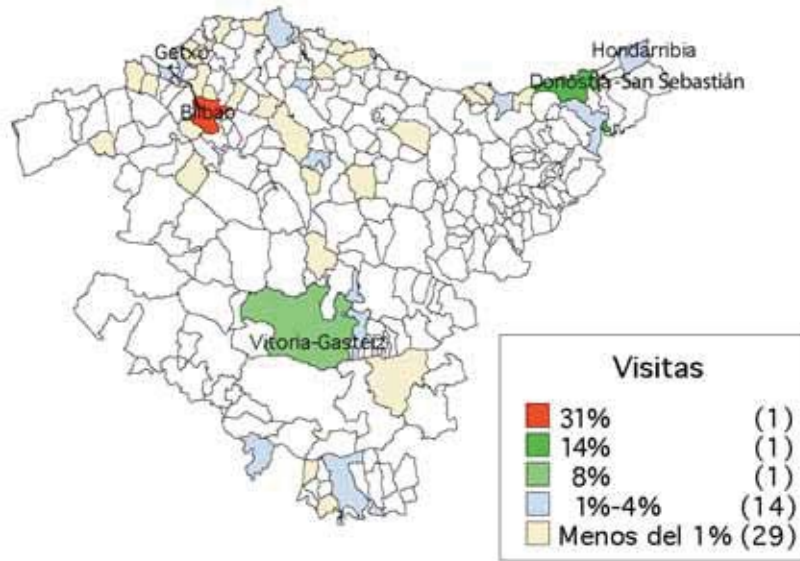 Getxo
Hondarribia
Donostia-San Sebastián
Bilbao
Vitoria-Gasteiz
Visitas
31% (1)
14% (1)
8% (1)
1%-4% (14)
Menos del 1% (29)